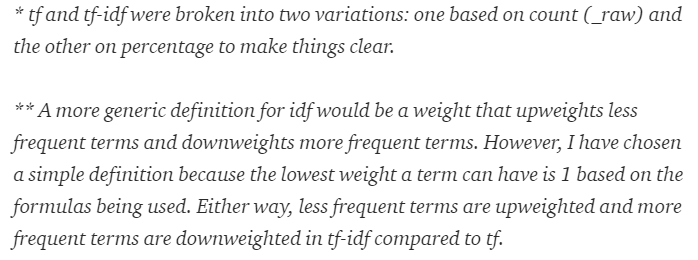 * tf and tf-idf were broken into two variations: one based on count (_raw) and
the other on percentage to make things clear.
** A more generic definition for idf would be a weight that upweights less
frequent terms and downweights more frequent terms. However, I have chosen
a simple definition because the lowest weight a term can have is 1 based on the
formulas being used. Either way, less frequent terms are upweighted and more
frequent terms are downweighted in tf-idf compared to tf.